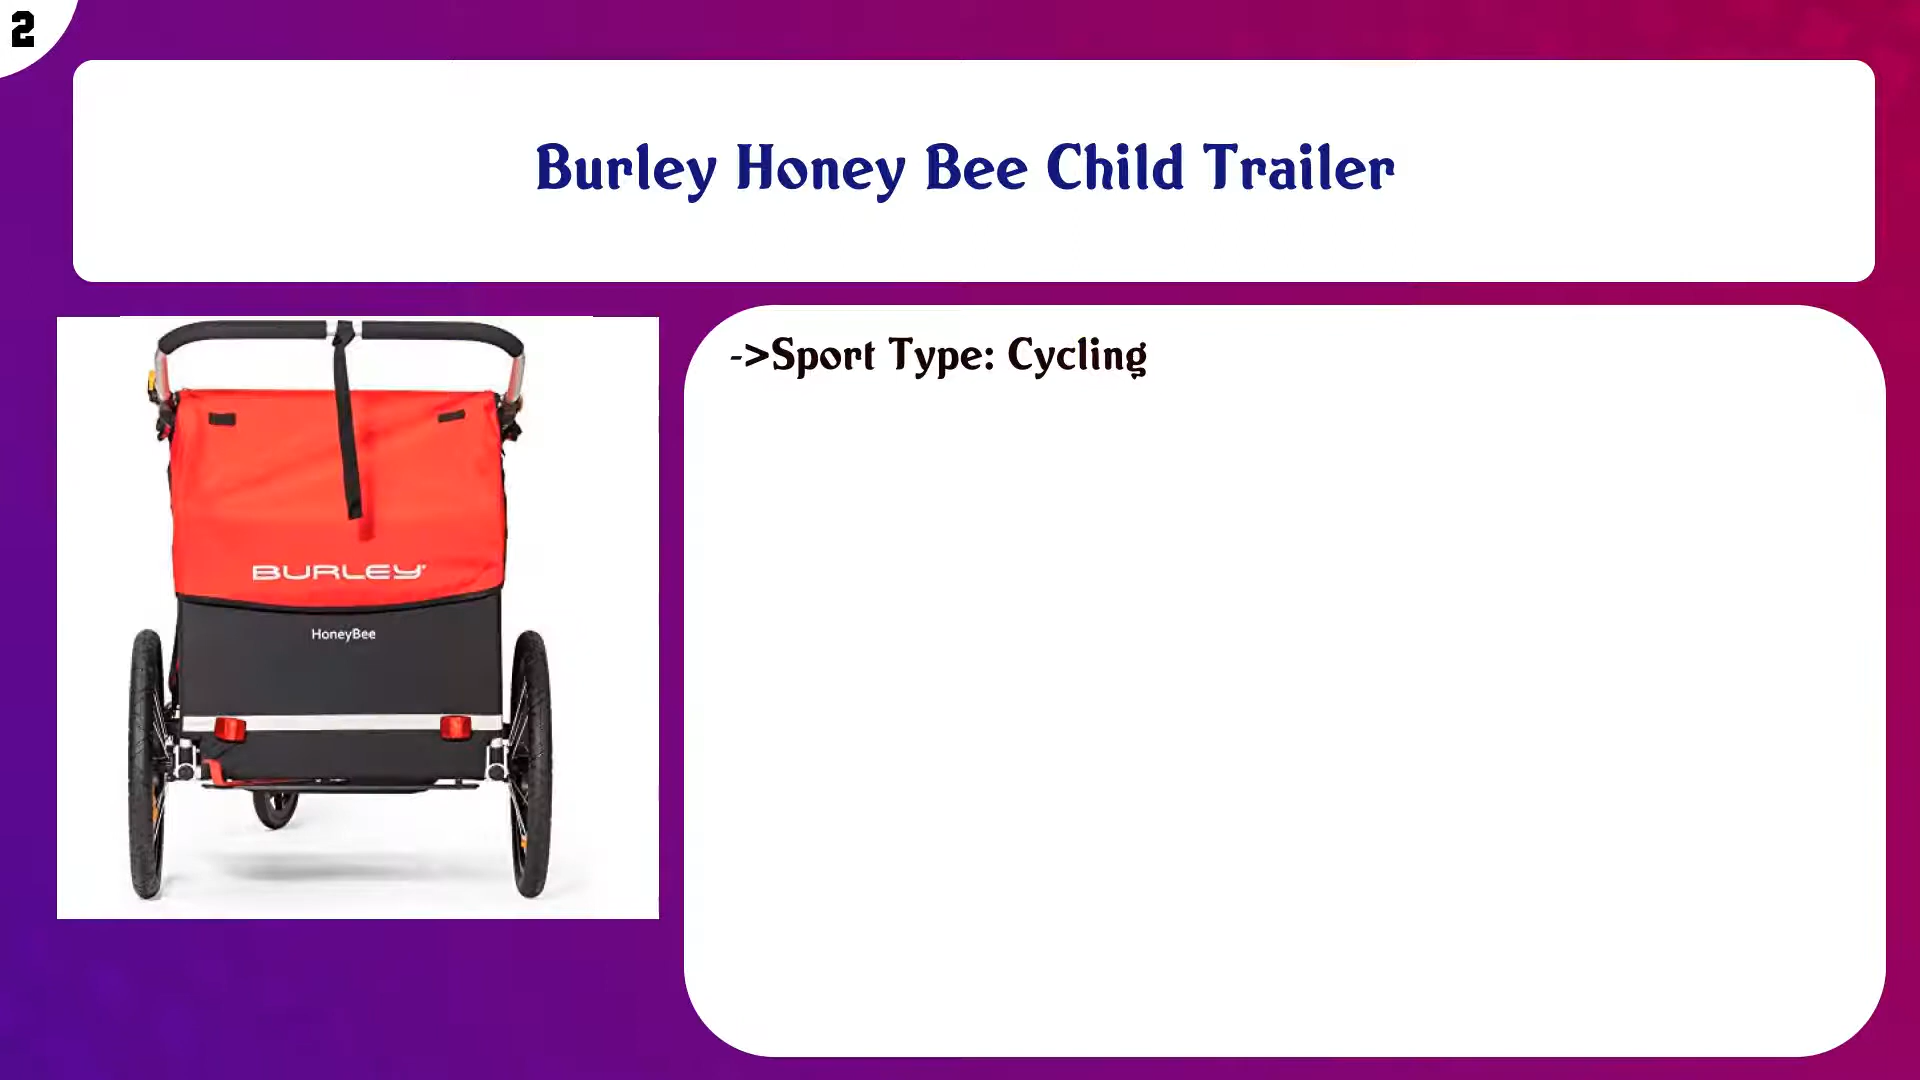 2
Burley Honey Bee Child Trailer
->Sport Type: Cycling
BURLEY
HoneyBee